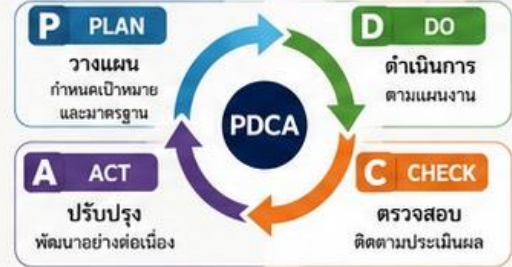 P PLAN
วางแผน
กำหนดเป้าหมาย
และมาตรฐาน
D DO
ดำเนินการ
ตามแผนงาน
PDCA
A ACT
ปรับปรุง
พัฒนาอย่างต่อเนื่อง
C CHECK
ตรวจสอบ
ติดตามประเมินผล